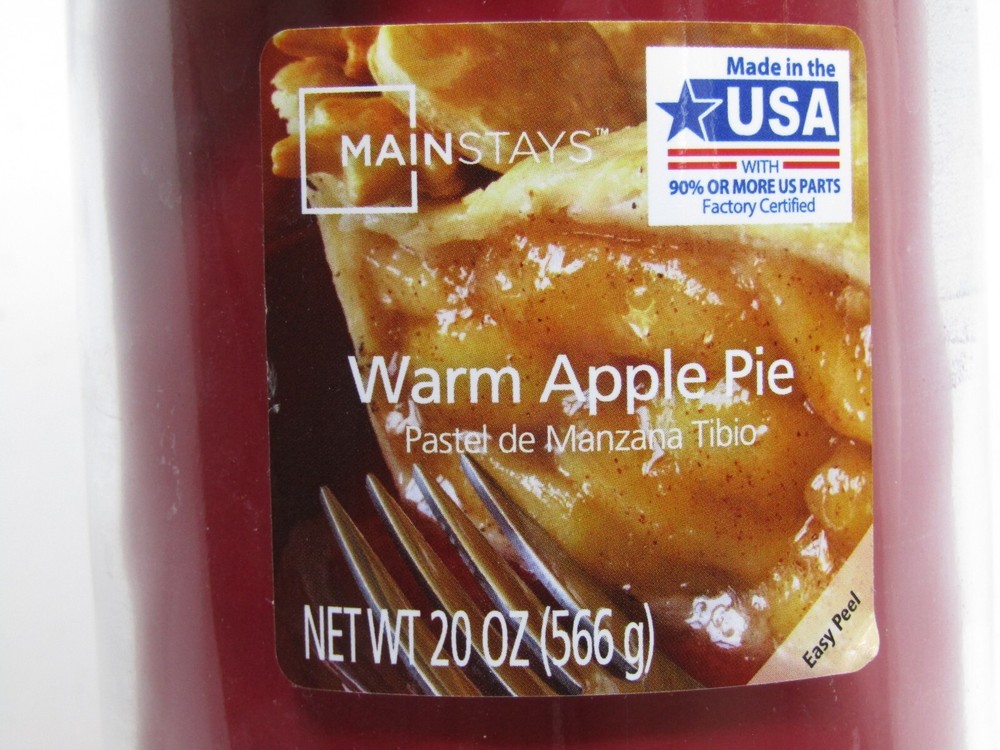 MAINSTAYS™
Made in the
USA
WITH
90% OR MORE US PARTS
Factory Certified
Warm Apple Pie
Pastel de Manzana Tibio
NET WT 20 OZ (566 g)
Easy Peel